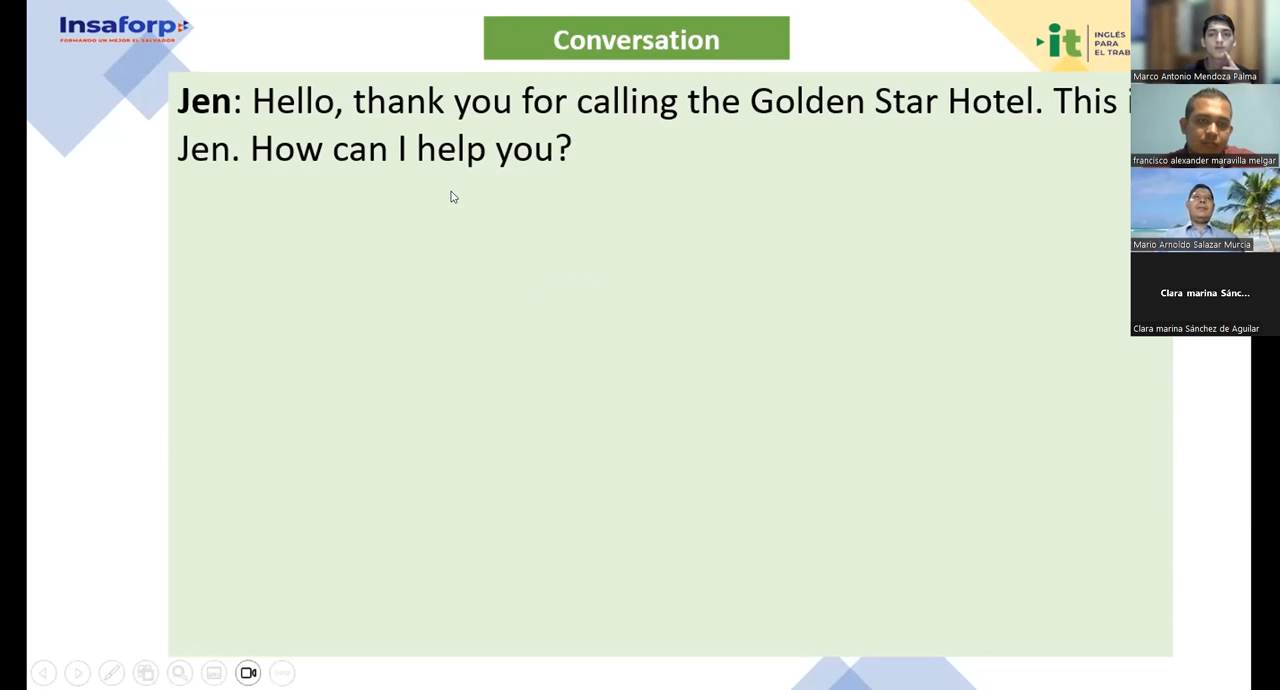 Insaforp
FORMANDO UN MEJOR EL SALVADOR
Conversation
it
INGLÉS
PARA
EL TRAB
Jen: Hello, thank you for calling the Golden Star Hotel. This i
Jen. How can I help you?
Marco Antonio Mendoza Palma
francisco alexander maravilla melgar
Mario Arnoldo Salazar Murcia
Clara marina Sánc...
Clara marina Sánchez de Aguilar